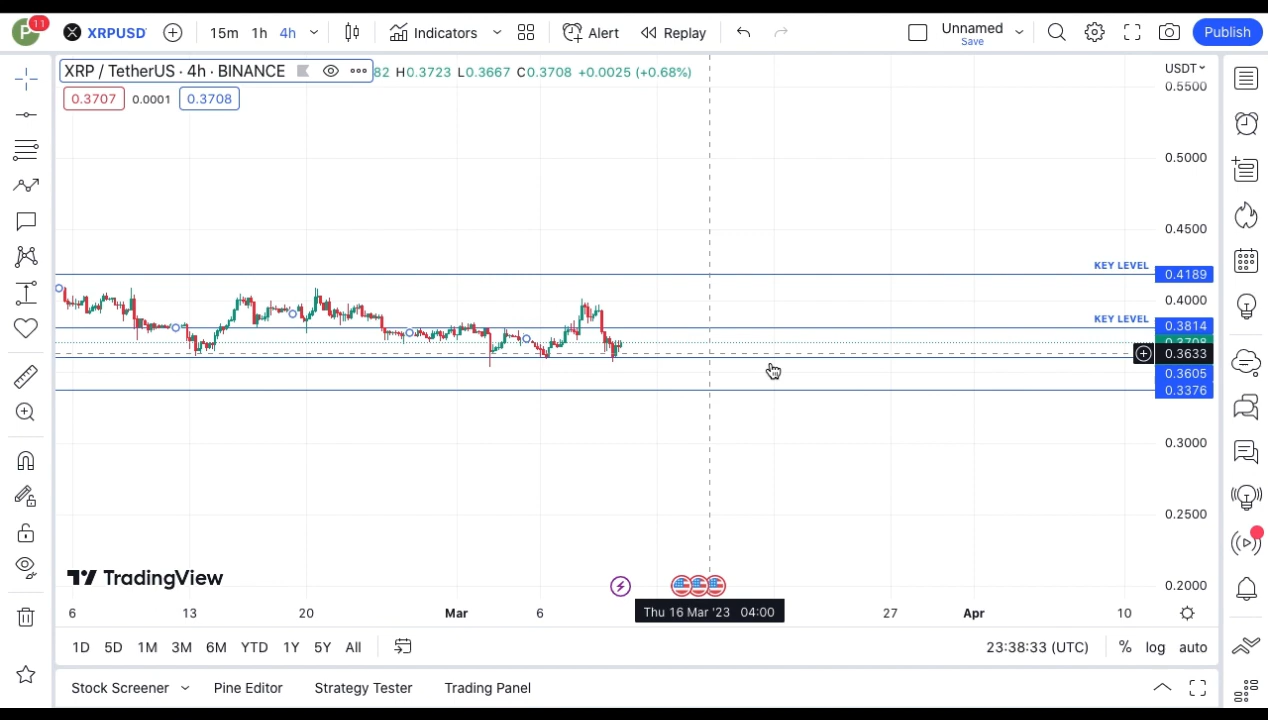 P 11 XRPUSD 15m 1h 4h Indicators Alert Replay Unnamed Save Publish
XRP / TetherUS · 4h · BINANCE 82 H0.3723 L0.3667 C0.3708 +0.0025 (+0.68%) USDT
0.3707 0.0001 0.3708
0.5500
0.5000
0.4500
KEY LEVEL 0.4189
0.4000
KEY LEVEL 0.3814
0.3708
0.3633
0.3605
0.3376
0.3000
0.2500
TradingView
0.2000
6 13 20 Mar 6 Thu 16 Mar '23 04:00 27 Apr 10
1D 5D 1M 3M 6M YTD 1Y 5Y All 23:38:33 (UTC) % log auto
Stock Screener Pine Editor Strategy Tester Trading Panel